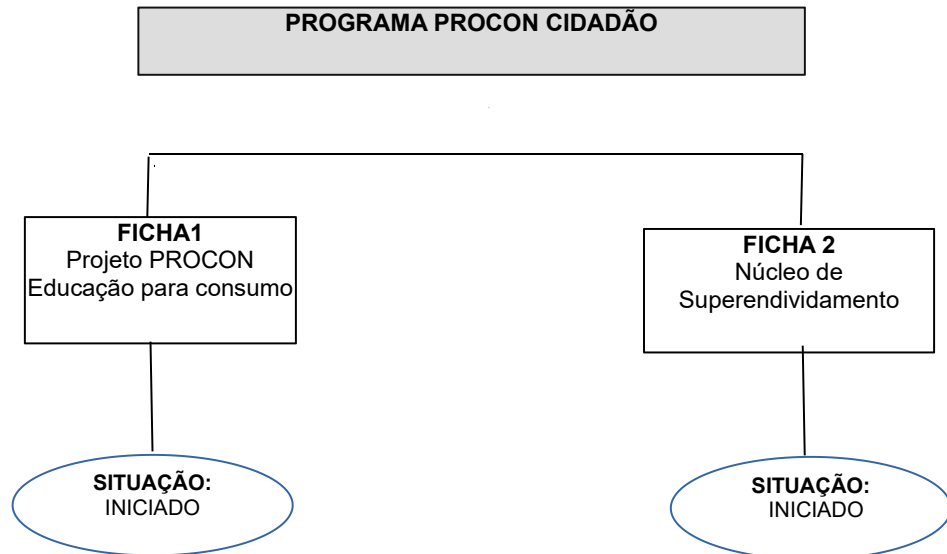 PROGRAMA PROCON CIDADÃO
FICHA1
Projeto PROCON
Educação para consumo
SITUAÇÃO:
INICIADO
FICHA 2
Núcleo de
Superendividamento
SITUAÇÃO:
INICIADO